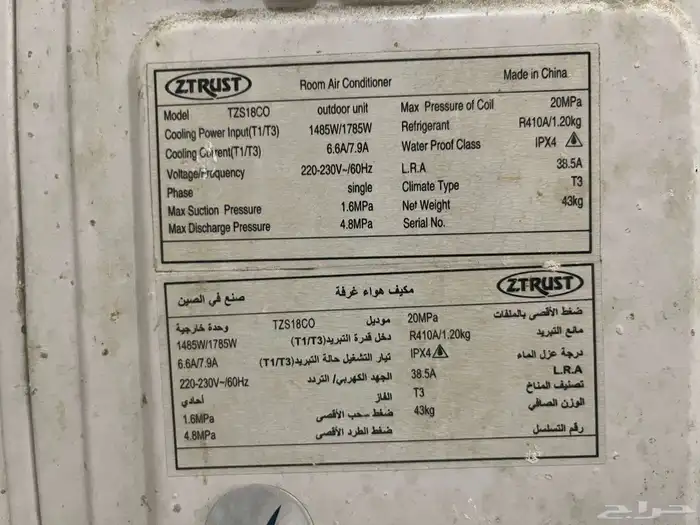 ZTRUST Room Air Conditioner Made in China
Model TZS18CO outdoor unit Max Pressure of Coil 20MPa
Cooling Power Input(T1/T3) 1485W/1785W Refrigerant R410A/1.20kg
Cooling Current(T1/T3) 6.6A/7.9A Water Proof Class IPX4
Voltage/Frequency 220-230V~/60Hz L.R.A 38.5A
Phase single Climate Type T3
Max Suction Pressure 1.6MPa Net Weight 43kg
Max Discharge Pressure 4.8MPa Serial No.
ZTRUST مكيف هواء غرفة صنع في الصين
ضغط الأقصى بالملفات 20MPa موديل TZS18CO وحدة خارجية
مانع التبريد R410A/1.20kg دخل قدرة التبريد(T1/T3) 1485W/1785W
درجة عزل الماء IPX4 تيار التشغيل حالة التبريد(T1/T3) 6.6A/7.9A
L.R.A 38.5A الجهد الكهربي/ التردد 220-230V~/60Hz
تصنيف المناخ T3 الفاز أحادي
الوزن الصافي 43kg ضغط سحب الأقصى 1.6MPa
رقم التسلسل ضغط الطرد الأقصى 4.8MPa
حراج